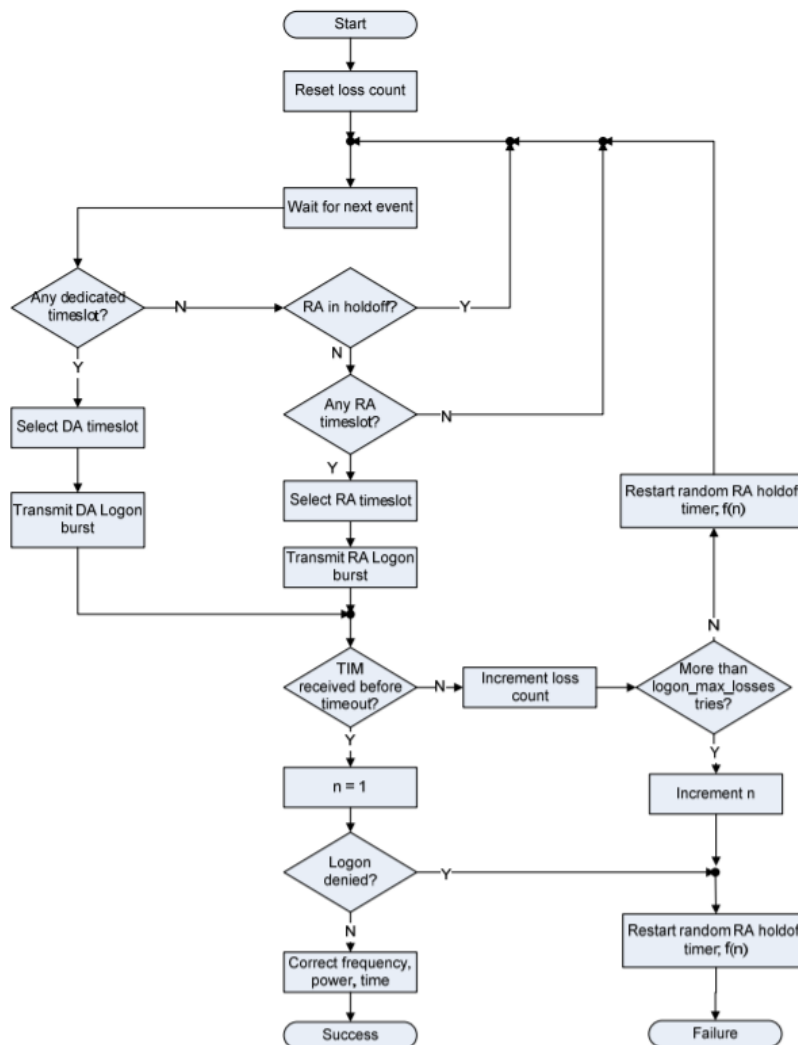 Start
Reset loss count
Wait for next event
Any dedicated
timeslot?
N
RA in holdoff?
Y
Y
N
Any RA
timeslot?
N
Select DA timeslot
Y
Select RA timeslot
Restart random RA holdoff
timer; f(n)
Transmit DA Logon
burst
Transmit RA Logon
burst
N
TIM
received before
timeout?
N
Increment loss
count
More than
logon_max_losses
tries?
Y
Y
n = 1
Increment n
Logon
denied?
Y
N
Restart random RA holdoff
timer; f(n)
Correct frequency,
power, time
Success
Failure